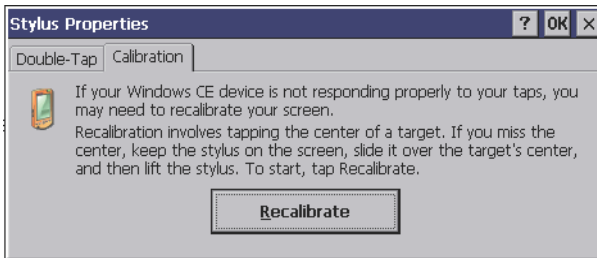 Stylus Properties ? OK ×
Double-Tap Calibration
If your Windows CE device is not responding properly to your taps, you
may need to recalibrate your screen.
Recalibration involves tapping the center of a target. If you miss the
center, keep the stylus on the screen, slide it over the target's center,
and then lift the stylus. To start, tap Recalibrate.
Recalibrate